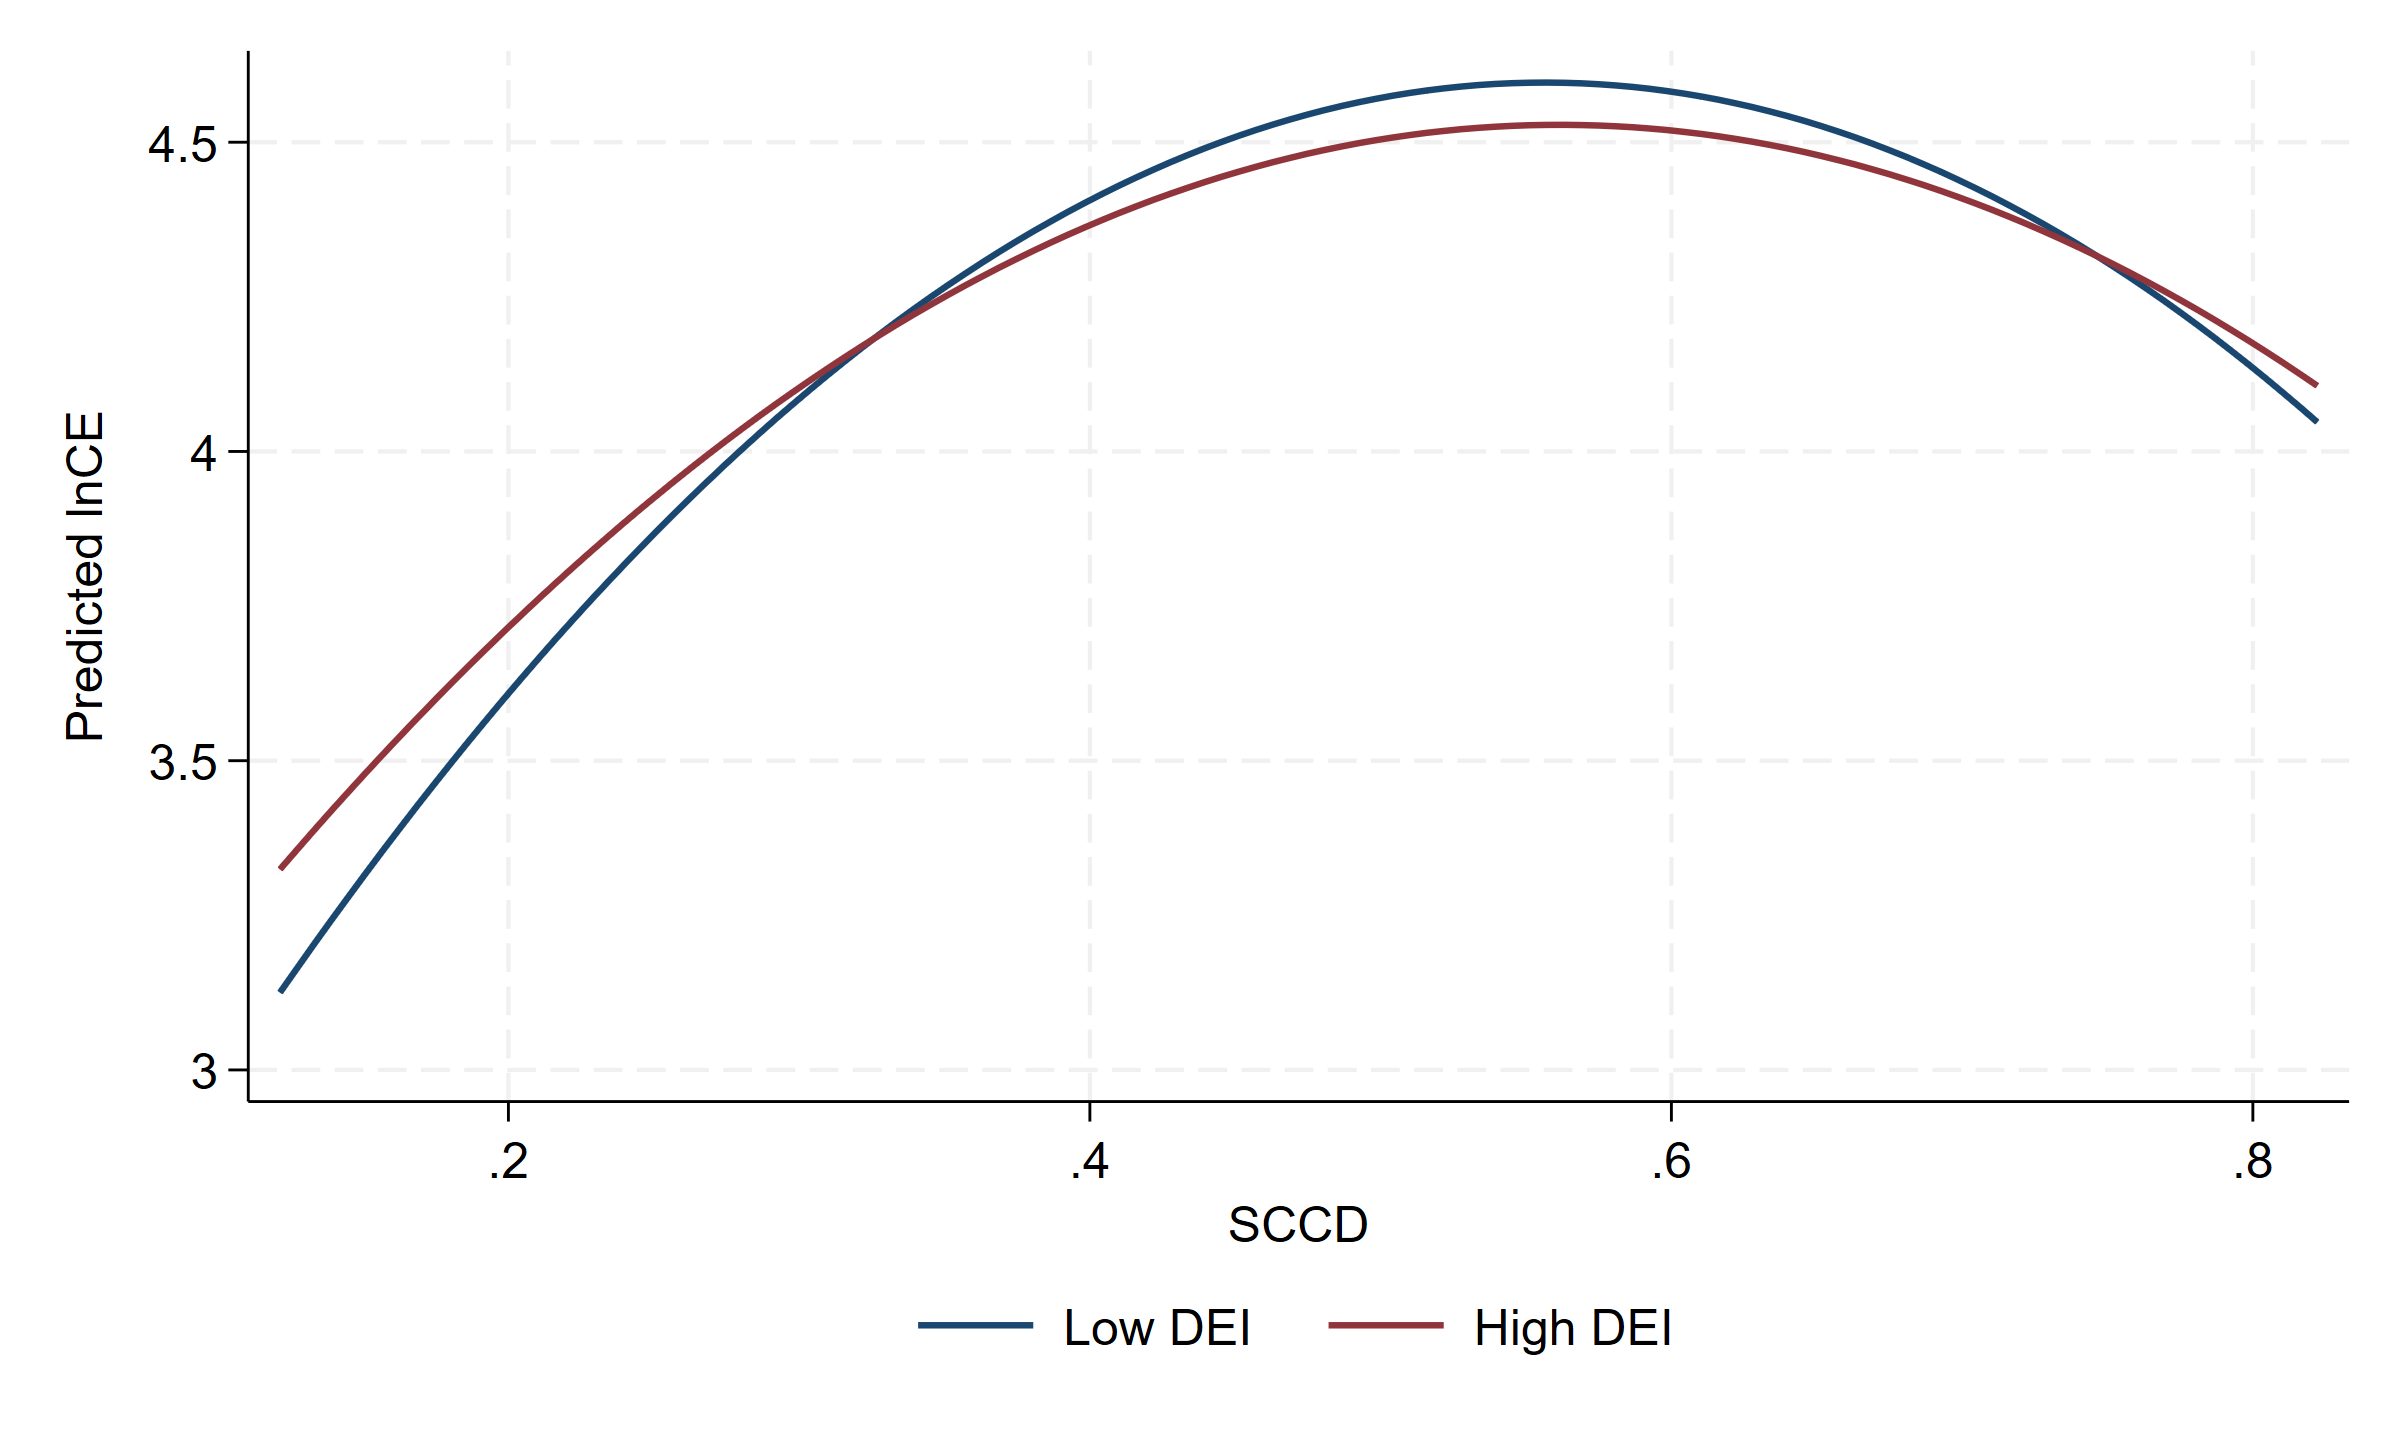 Predicted lnCE
4.5
4
3.5
3
.2 .4 .6 .8
SCCD
Low DEI High DEI